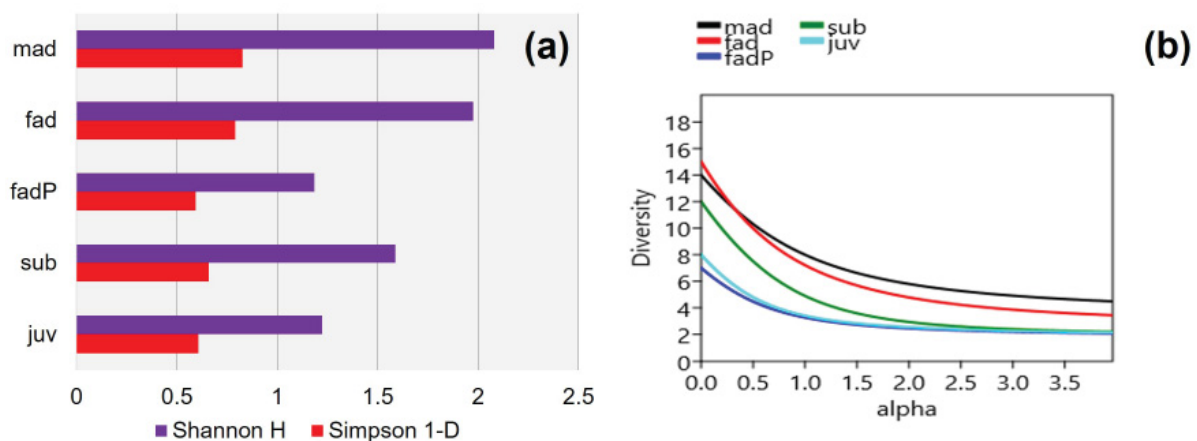 (a)
mad
fad
fadP
sub
juv
0 0.5 1 1.5 2 2.5
Shannon H Simpson 1-D
(b)
mad sub
fad juv
fadP
Diversity
18
16
14
12
10
8
6
4
2
0
0.0 0.5 1.0 1.5 2.0 2.5 3.0 3.5
alpha